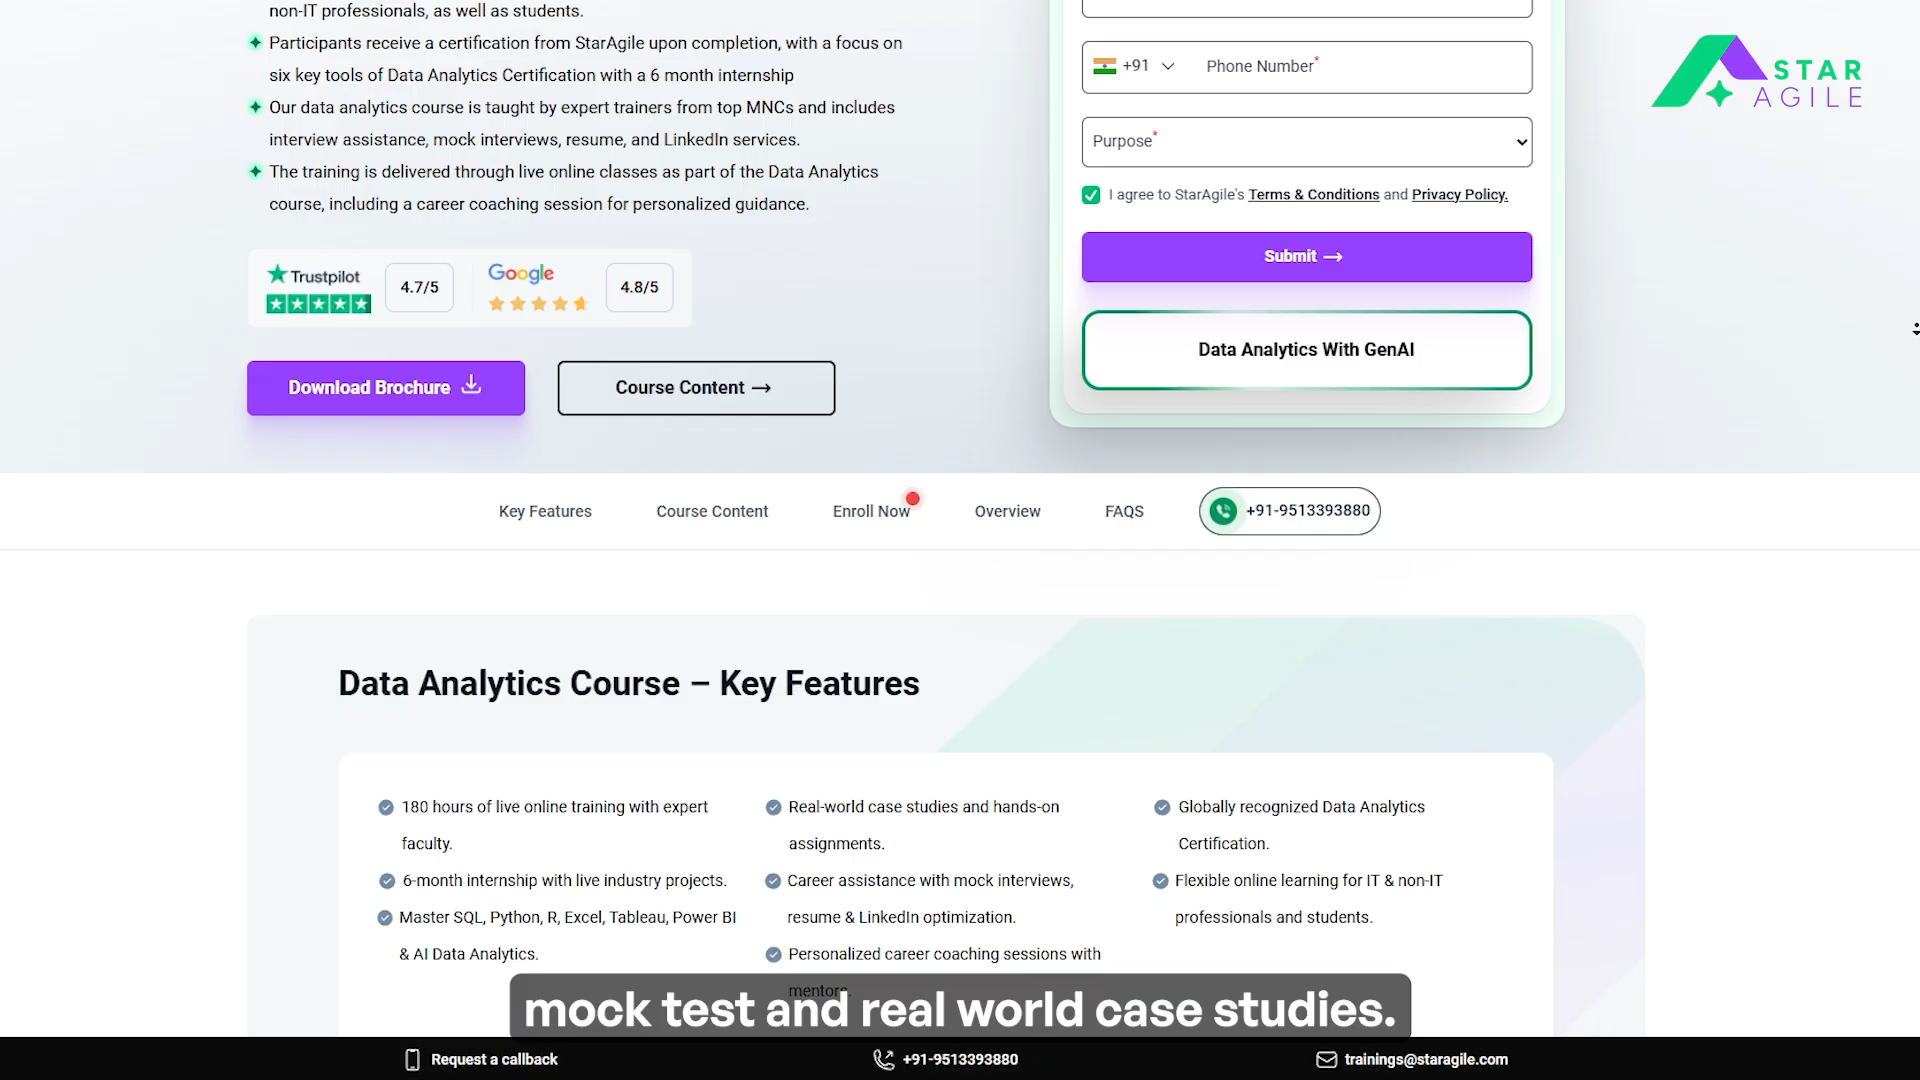 non-IT professionals, as well as students.
Participants receive a certification from StarAgile upon completion, with a focus on
six key tools of Data Analytics Certification with a 6 month internship
Our data analytics course is taught by expert trainers from top MNCs and includes
interview assistance, mock interviews, resume, and LinkedIn services.
The training is delivered through live online classes as part of the Data Analytics
course, including a career coaching session for personalized guidance.
Trustpilot
4.7/5
Google
4.8/5
Download Brochure
Course Content →
+91
Phone Number*
Purpose*
I agree to StarAgile's Terms & Conditions and Privacy Policy.
Submit →
Data Analytics With GenAI
STAR
AGILE
Key Features
Course Content
Enroll Now
Overview
FAQS
+91-9513393880
Data Analytics Course – Key Features
180 hours of live online training with expert
faculty.
6-month internship with live industry projects.
Master SQL, Python, R, Excel, Tableau, Power BI
& AI Data Analytics.
Real-world case studies and hands-on
assignments.
Career assistance with mock interviews,
resume & LinkedIn optimization.
Personalized career coaching sessions with
mentors.
Globally recognized Data Analytics
Certification.
Flexible online learning for IT & non-IT
professionals and students.
mock test and real world case studies.
Request a callback
+91-9513393880
trainings@staragile.com